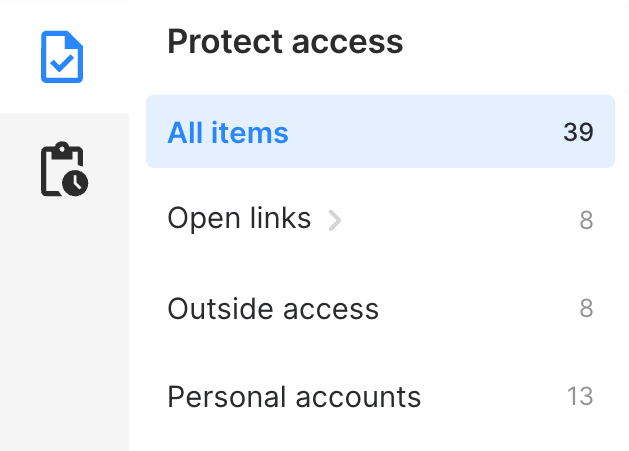 Protect access
All items 39
Open links 8
Outside access 8
Personal accounts 13